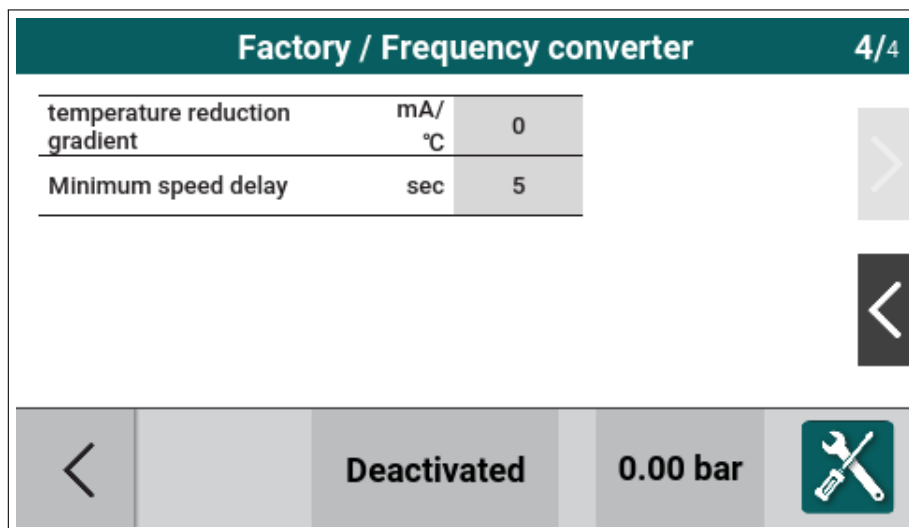 Factory / Frequency converter
4/4
temperature reduction
gradient
mA/
°C
0
Minimum speed delay
sec
5
Deactivated
0.00 bar